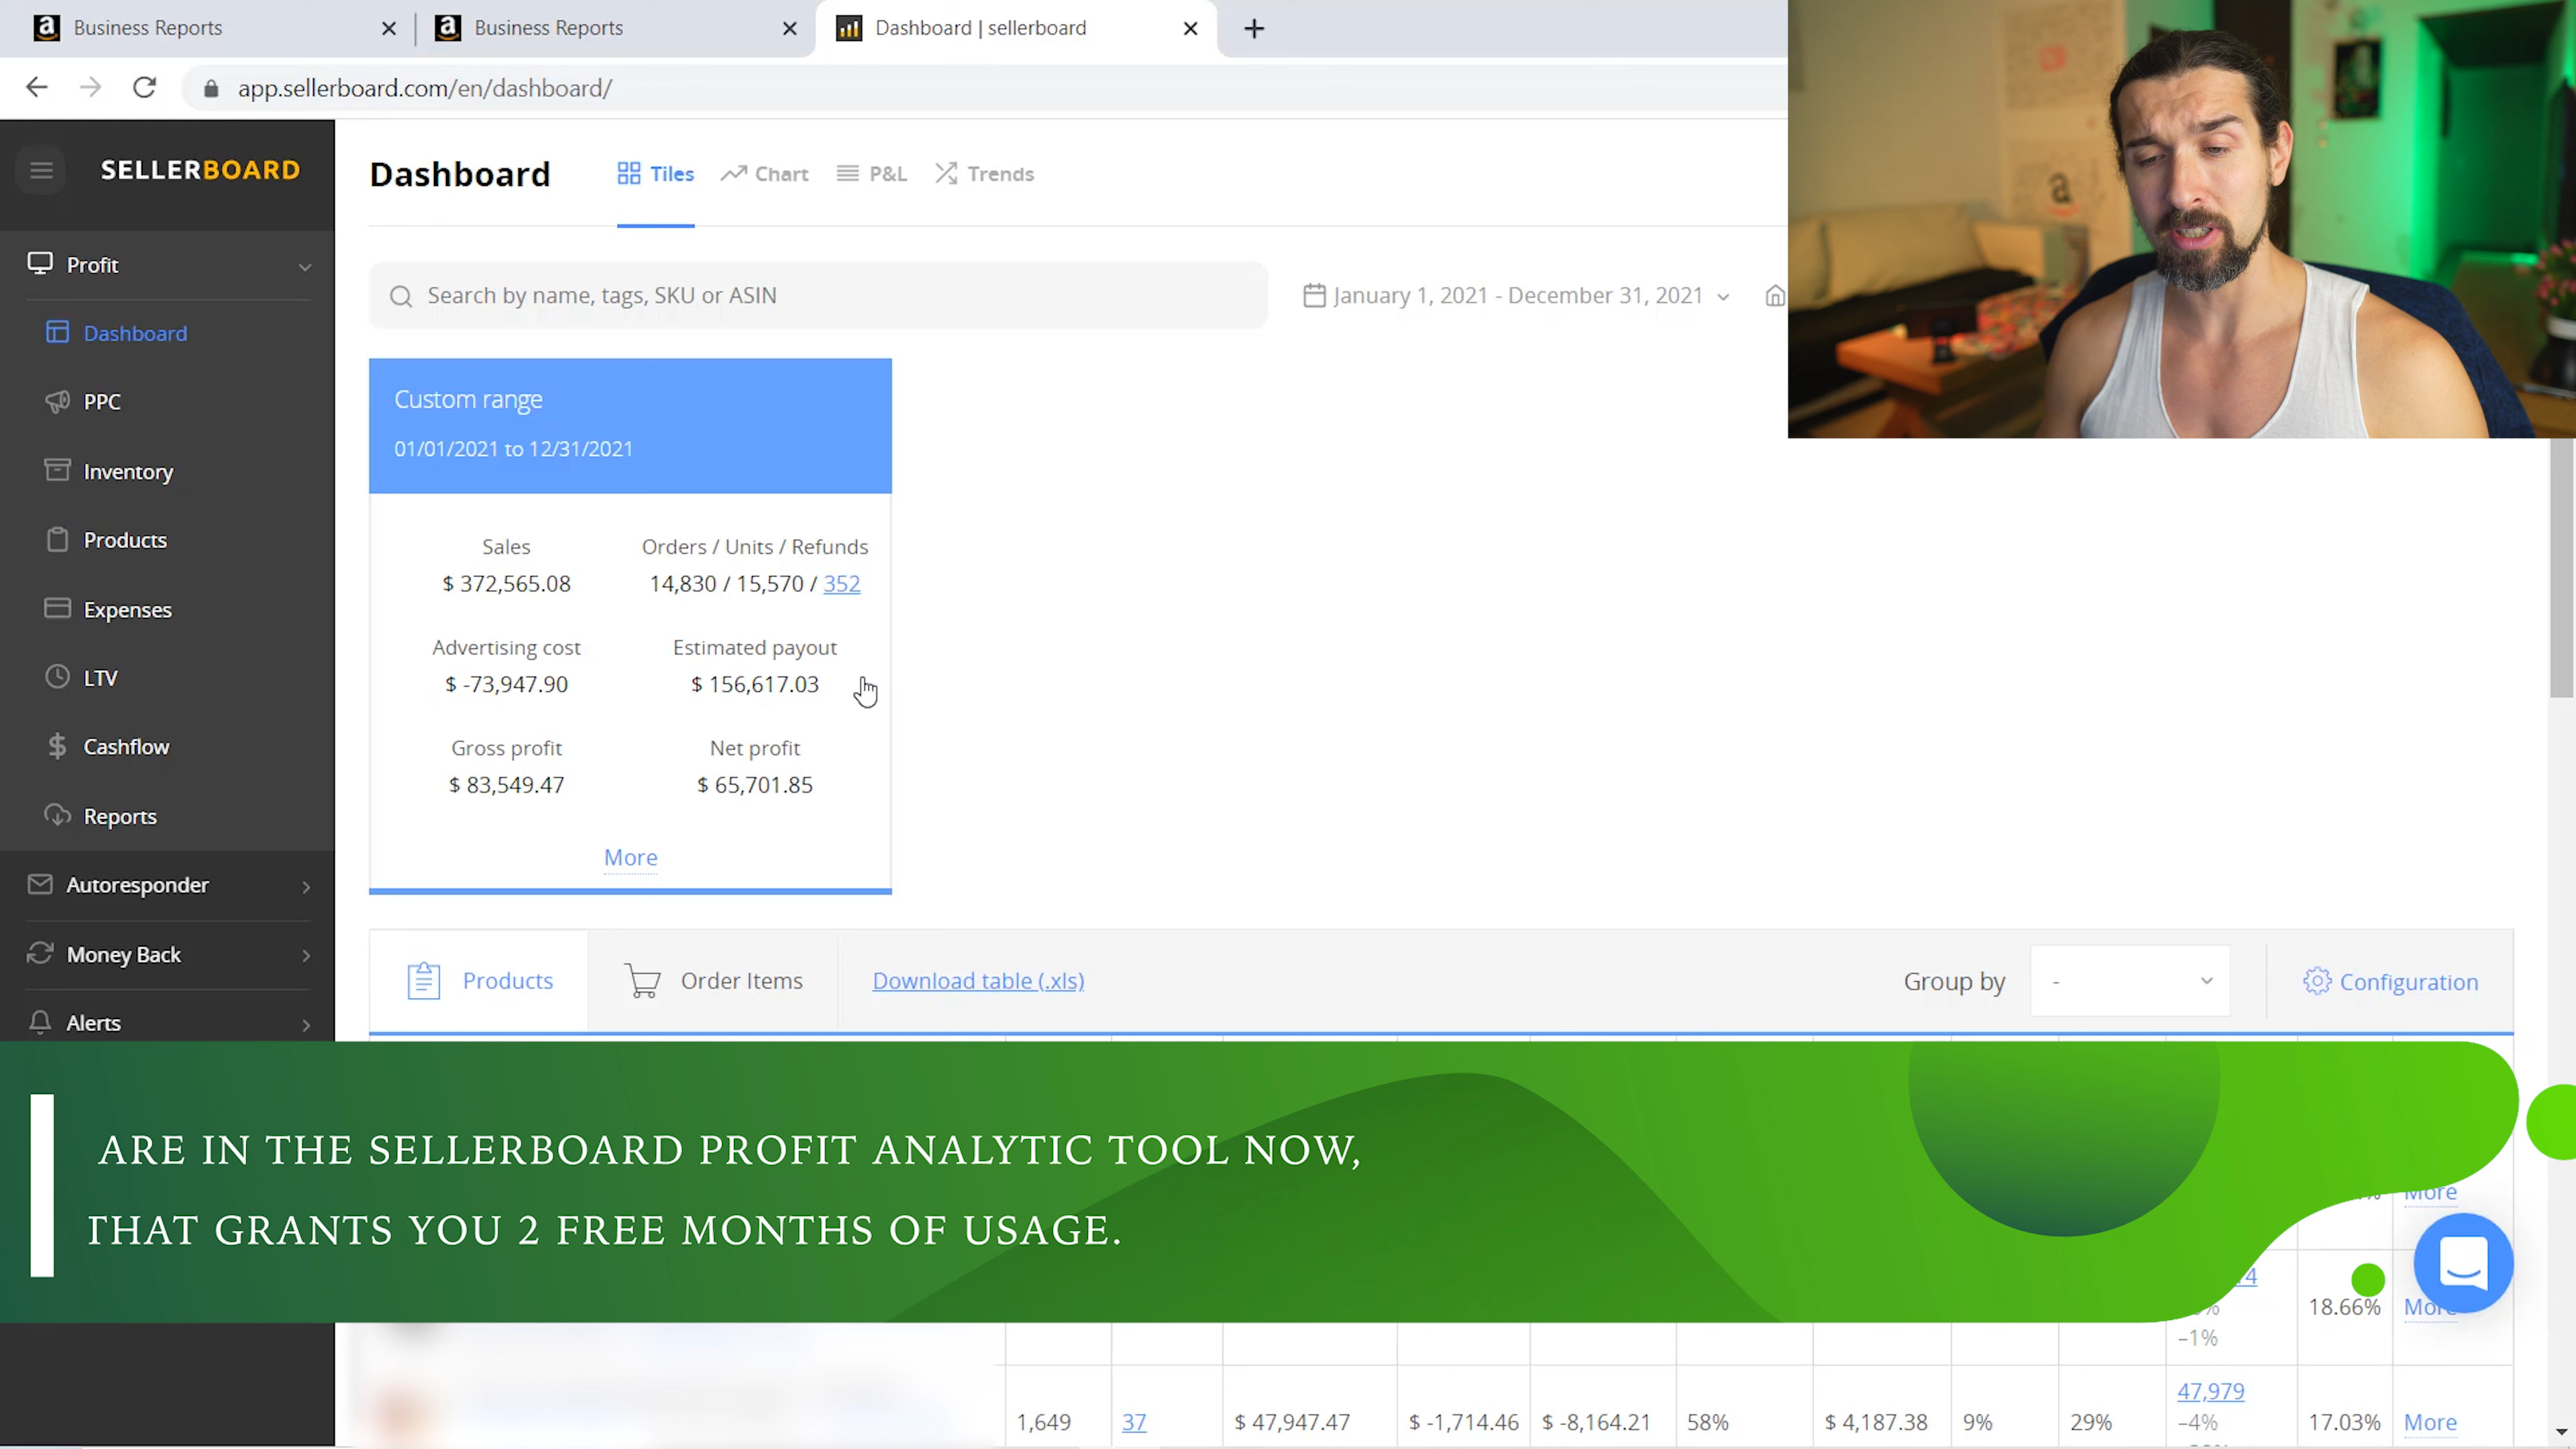 Business Reports
Business Reports
Dashboard | sellerboard
app.sellerboard.com/en/dashboard/
SELLERBOARD
Profit
Dashboard
PPC
Inventory
Products
Expenses
LTV
Cashflow
Reports
Autoresponder
Money Back
Alerts
Dashboard
Tiles
Chart
P&L
Trends
Search by name, tags, SKU or ASIN
January 1, 2021 - December 31, 2021
Custom range
01/01/2021 to 12/31/2021
Sales
$ 372,565.08
Orders / Units / Refunds
14,830 / 15,570 / 352
Advertising cost
$ -73,947.90
Estimated payout
$ 156,617.03
Gross profit
$ 83,549.47
Net profit
$ 65,701.85
More
Products
Order Items
Download table (.xls)
Group by
-
Configuration
ARE IN THE SELLERBOARD PROFIT ANALYTIC TOOL NOW,
THAT GRANTS YOU 2 FREE MONTHS OF USAGE.
More
18.66%
More
-1%
1,649
37
$ 47,947.47
$ -1,714.46
$ -8,164.21
58%
$ 4,187.38
9%
29%
47,979
-4%
17.03%
More